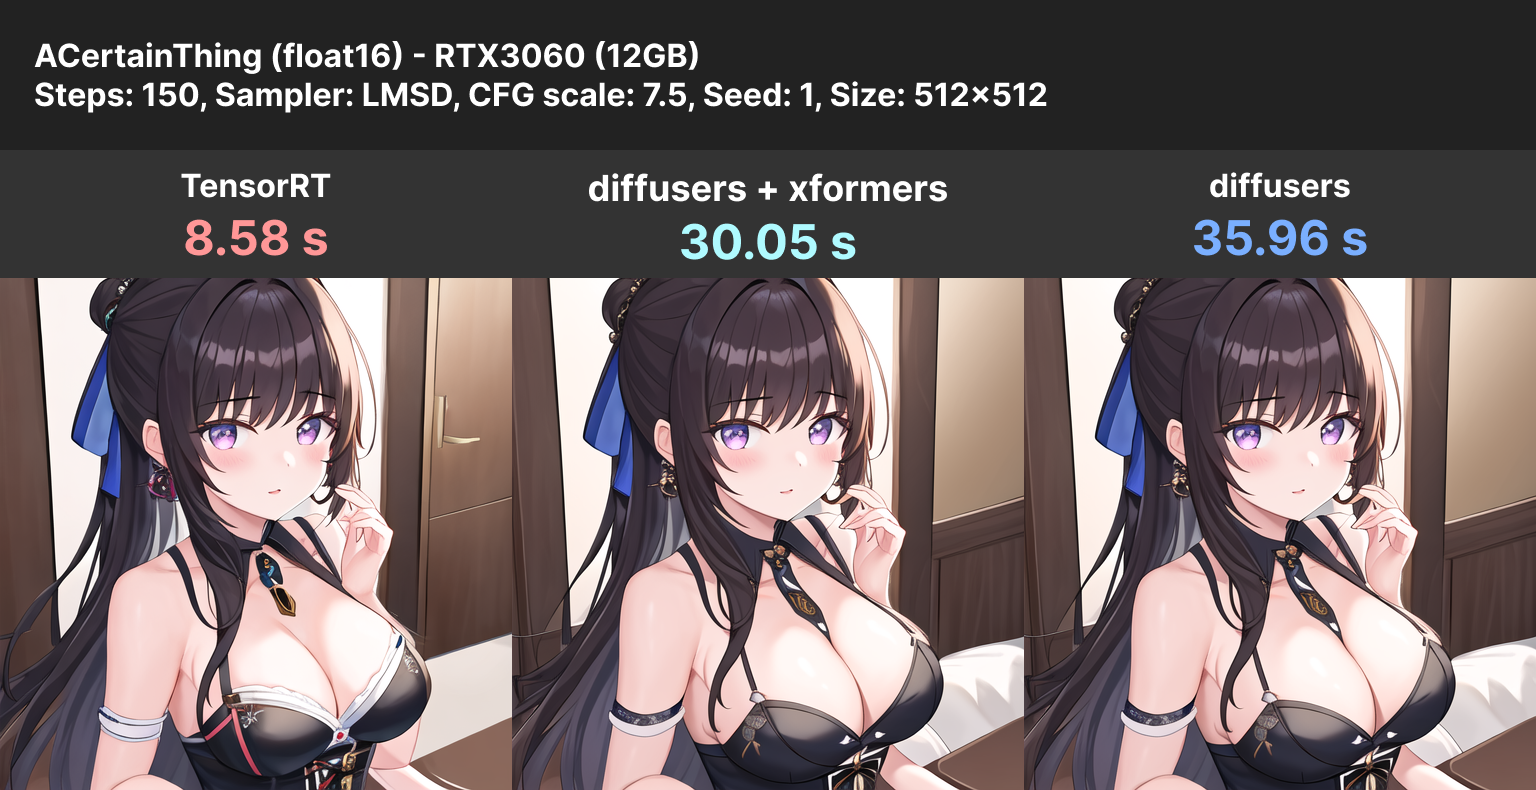 ACertainThing (float16) - RTX3060 (12GB)
Steps: 150, Sampler: LMSD, CFG scale: 7.5, Seed: 1, Size: 512×512
TensorRT
8.58 s
diffusers + xformers
30.05 s
diffusers
35.96 s